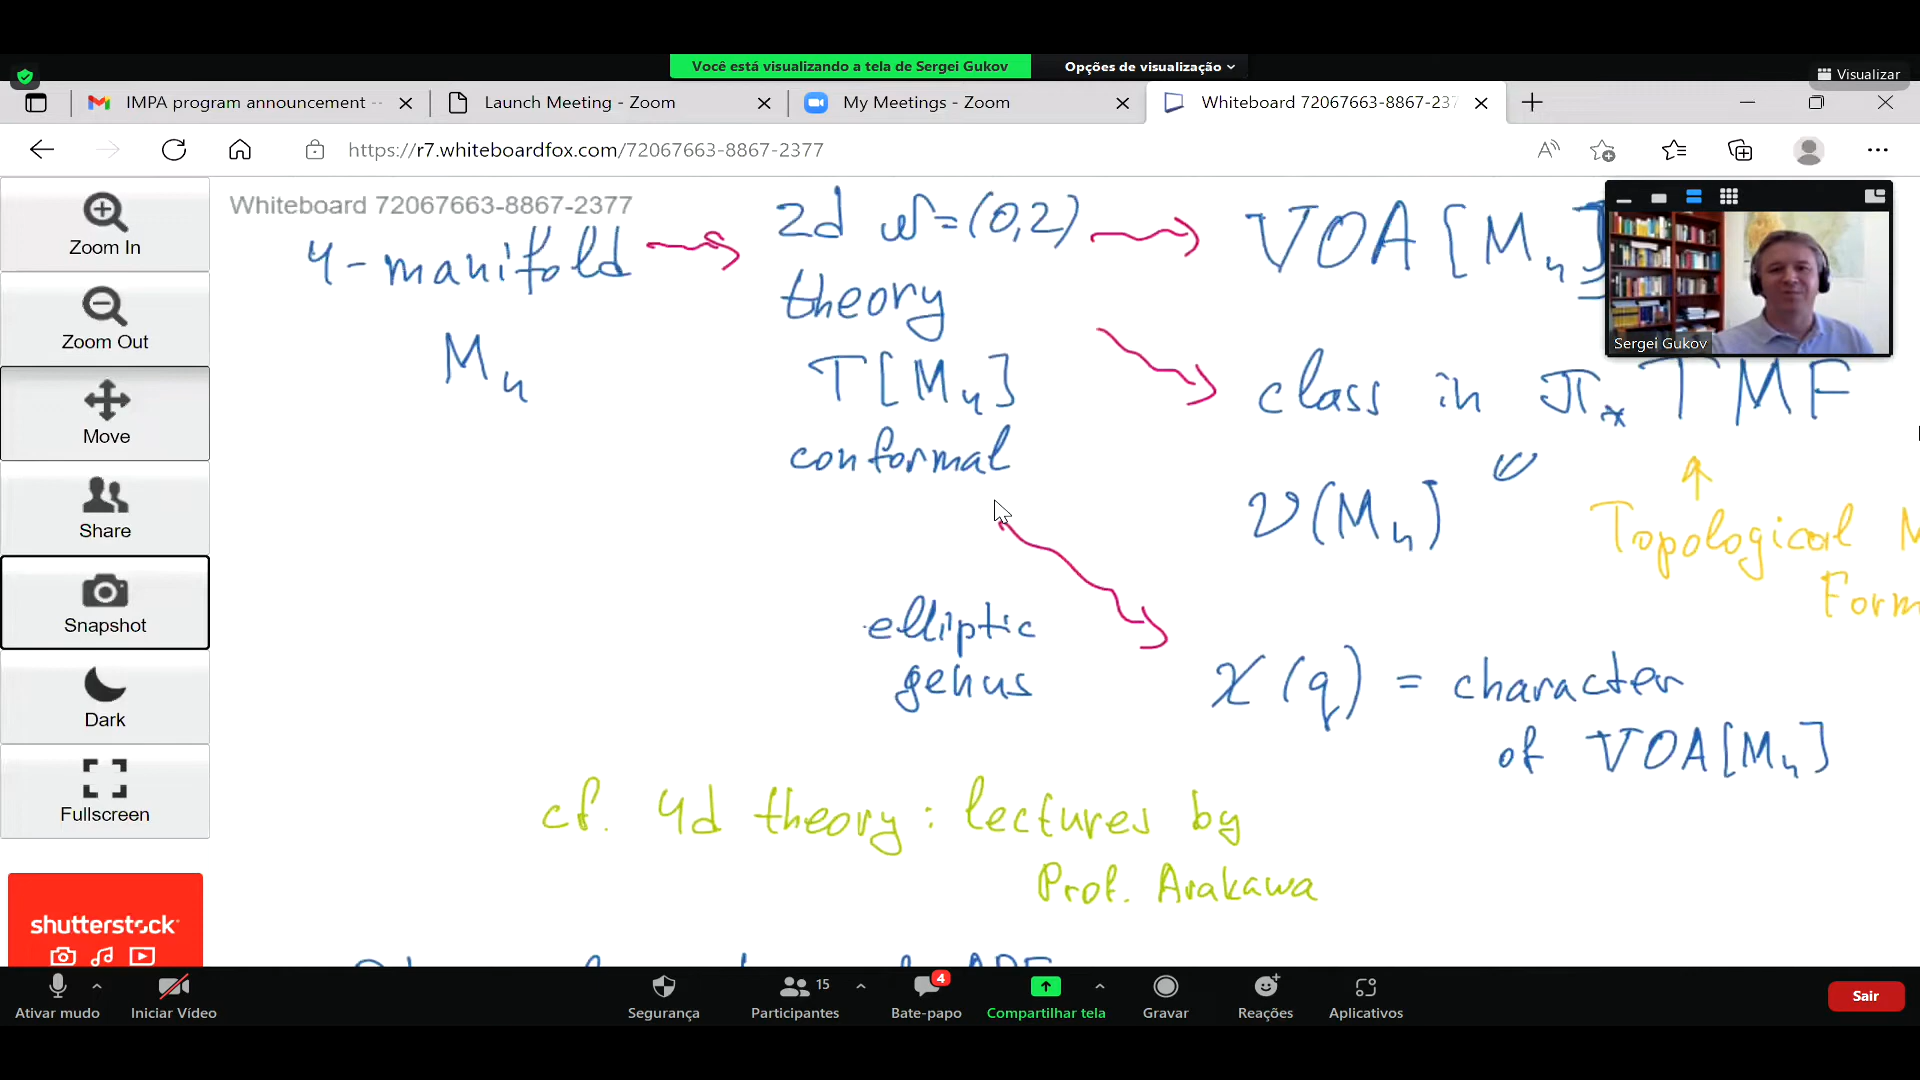 Você está visualizando a tela de Sergei Gukov
Opções de visualização
Visualizar
IMPA program announcement --
Launch Meeting - Zoom
My Meetings - Zoom
Whiteboard 72067663-8867-237
https://r7.whiteboardfox.com/72067663-8867-2377
Zoom In
Zoom Out
Move
Share
Snapshot
Dark
Fullscreen
shutterstock
Whiteboard 72067663-8867-2377
4-manifold
M₄
2d N=(0,2)
theory
T[M₄]
conformal
VOA[M₄]
Sergei Gukov
class in π* TMF
ν(M₄)
Topological M
Form
elliptic
genus
χ(q) = character
of VOA[M₄]
cf. 4d theory: lectures by
Prof. Arakawa
Ativar mudo
Iniciar Vídeo
Segurança
Participantes
15
Bate-papo
4
Compartilhar tela
Gravar
Reações
Aplicativos
Sair